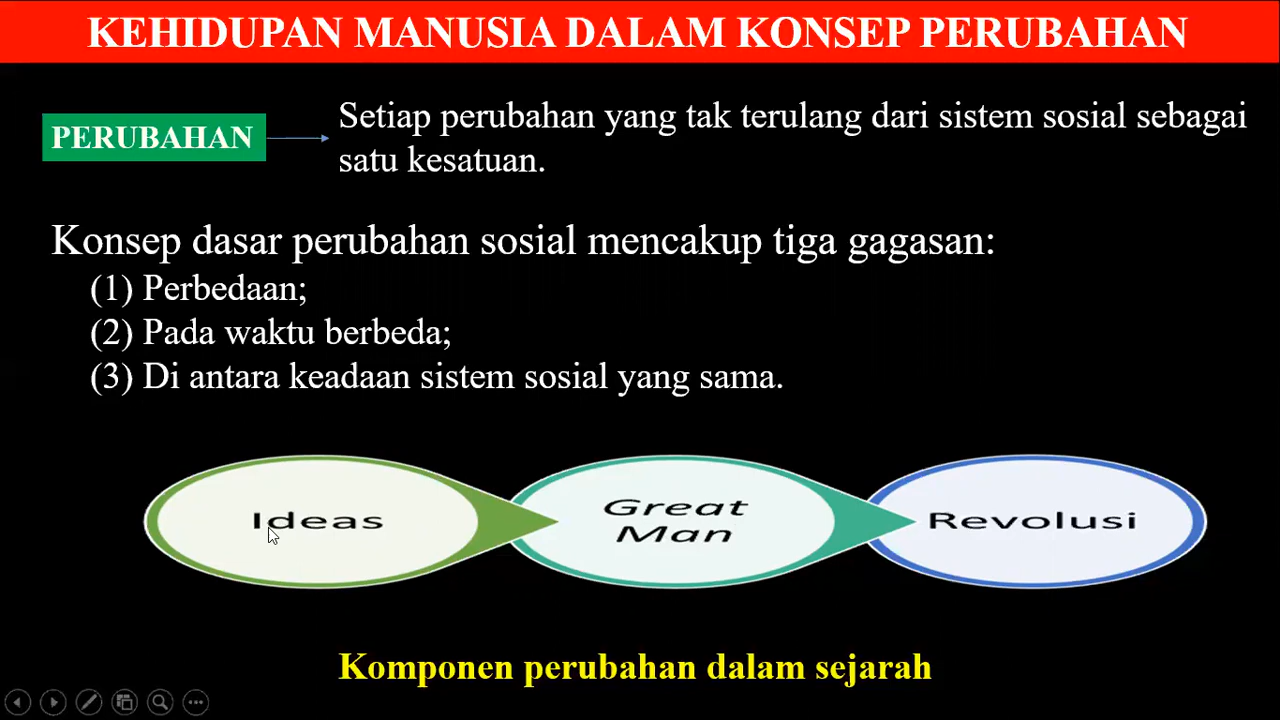 KEHIDUPAN MANUSIA DALAM KONSEP PERUBAHAN
PERUBAHAN
Setiap perubahan yang tak terulang dari sistem sosial sebagai
satu kesatuan.
Konsep dasar perubahan sosial mencakup tiga gagasan:
(1) Perbedaan;
(2) Pada waktu berbeda;
(3) Di antara keadaan sistem sosial yang sama.
Ideas
Great
Man
Revolusi
Komponen perubahan dalam sejarah